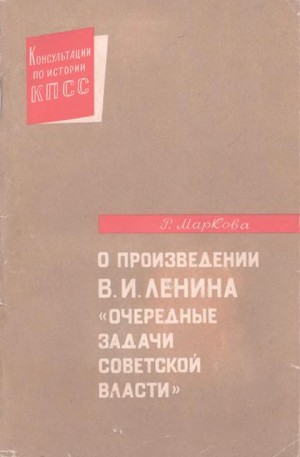 Консультации
по истории
КПСС
Р. Маркова
О ПРОИЗВЕДЕНИИ
В. И. ЛЕНИНА
«ОЧЕРЕДНЫЕ
ЗАДАЧИ
СОВЕТСКОЙ
ВЛАСТИ»